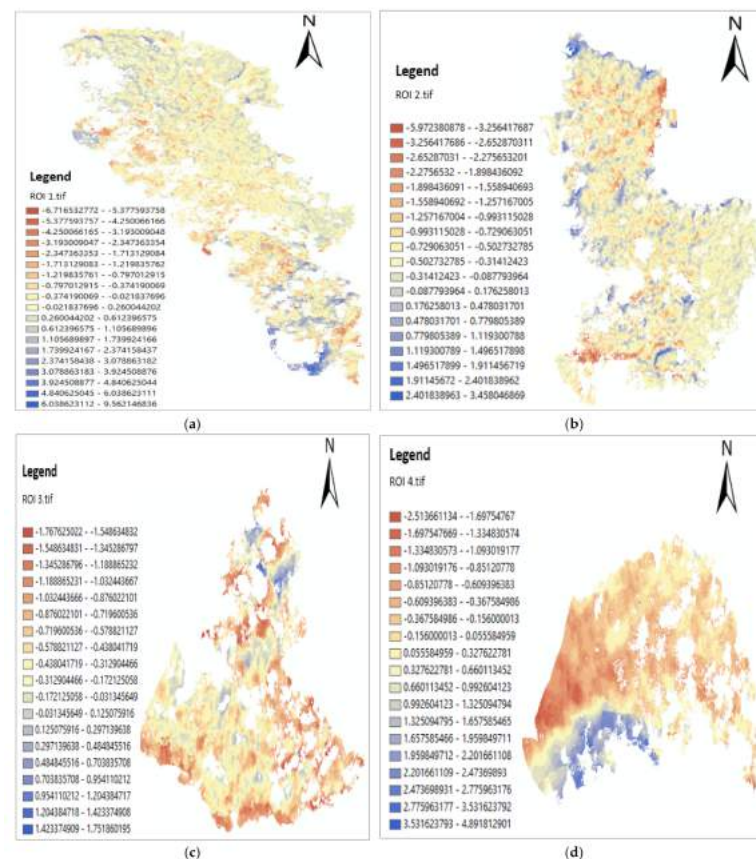 N
Legend
ROI 1.tif
-6.716532772 - -5.377593758
-5.377593757 - -4.250066166
-4.250066165 - -3.193009048
-3.193009047 - -2.347363354
-2.347363353 - -1.713129084
-1.713129083 - -1.219835762
-1.219835761 - -0.797012915
-0.797012915 - -0.374190069
-0.374190069 - -0.021837696
-0.021837696 - 0.260044202
0.260044202 - 0.612396575
0.612396575 - 1.105689896
1.105689897 - 1.739924166
1.739924167 - 2.374158437
2.374158438 - 3.078863182
3.078863183 - 3.924508876
3.924508877 - 4.840625044
4.840625045 - 6.038623111
6.038623112 - 9.562146836
(a)
N
Legend
ROI 2.tif
-5.972380878 - -3.256417687
-3.256417686 - -2.652870311
-2.65287031 - -2.275653201
-2.2756532 - -1.898436092
-1.898436091 - -1.558940693
-1.558940692 - -1.257167005
-1.257167004 - -0.993115028
-0.993115028 - -0.729063051
-0.729063051 - -0.502732785
-0.502732785 - -0.31412423
-0.31412423 - -0.087793964
-0.087793964 - 0.176258013
0.176258013 - 0.478031701
0.478031701 - 0.779805389
0.779805389 - 1.119300788
1.119300789 - 1.496517898
1.496517899 - 1.911456719
1.91145672 - 2.401838962
2.401838963 - 3.458046869
(b)
N
Legend
ROI 3.tif
-1.767625022 - -1.548634832
-1.548634831 - -1.345286797
-1.345286796 - -1.18865232
-1.188865231 - -1.032443667
-1.032443666 - -0.876022101
-0.876022101 - -0.719600536
-0.719600536 - -0.578821127
-0.578821127 - -0.438041719
-0.438041719 - -0.312904466
-0.312904466 - -0.172125058
-0.172125058 - -0.031345649
-0.031345649 - 0.125075916
0.125075916 - 0.297139638
0.297139638 - 0.484845516
0.484845516 - 0.703835708
0.703835708 - 0.954110212
0.954110212 - 1.204384717
1.204384718 - 1.423374908
1.423374909 - 1.751860195
(c)
N
Legend
ROI 4.tif
-2.513661134 - -1.69754767
-1.697547669 - -1.334830574
-1.334830573 - -1.093019177
-1.093019176 - -0.85120778
-0.85120778 - -0.609396383
-0.609396383 - -0.367584986
-0.367584986 - -0.156000013
-0.156000013 - 0.055584959
0.055584959 - 0.327622781
0.327622781 - 0.660113452
0.660113452 - 0.992604123
0.992604123 - 1.325094794
1.325094795 - 1.657585465
1.657585466 - 1.959849711
1.959849712 - 2.201661108
2.201661109 - 2.47369893
2.473698931 - 2.775963176
2.775963177 - 3.531623792
3.531623793 - 4.891812901
(d)